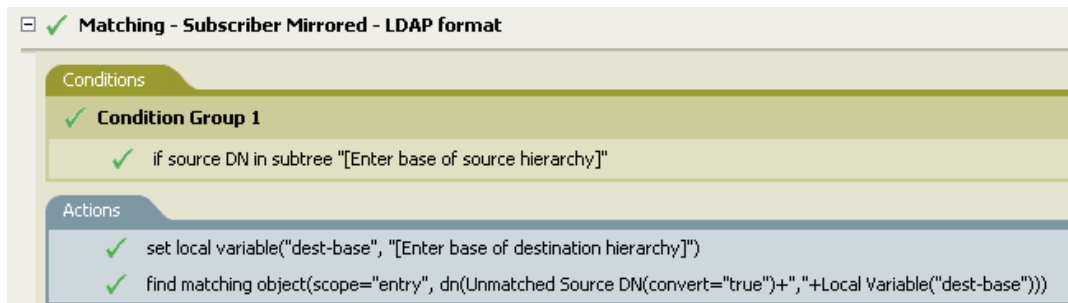 Matching - Subscriber Mirrored - LDAP format
Conditions
Condition Group 1
if source DN in subtree "[Enter base of source hierarchy]"
Actions
set local variable("dest-base", "[Enter base of destination hierarchy]")
find matching object(scope="entry", dn(Unmatched Source DN(convert="true")+","+Local Variable("dest-base")))